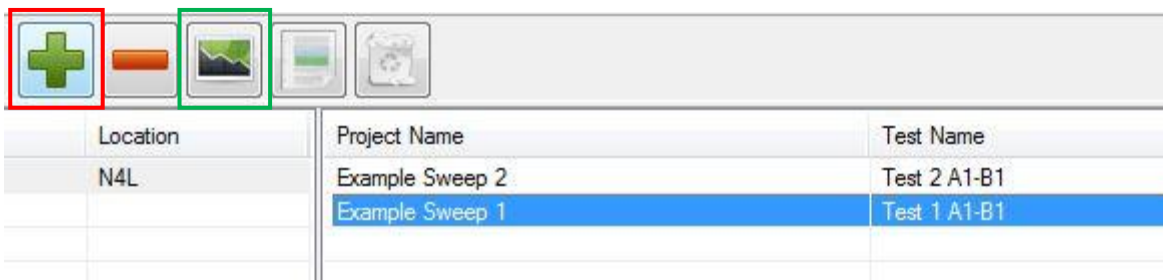 Location Project Name Test Name
N4L Example Sweep 2 Test 2 A1-B1
Example Sweep 1 Test 1 A1-B1